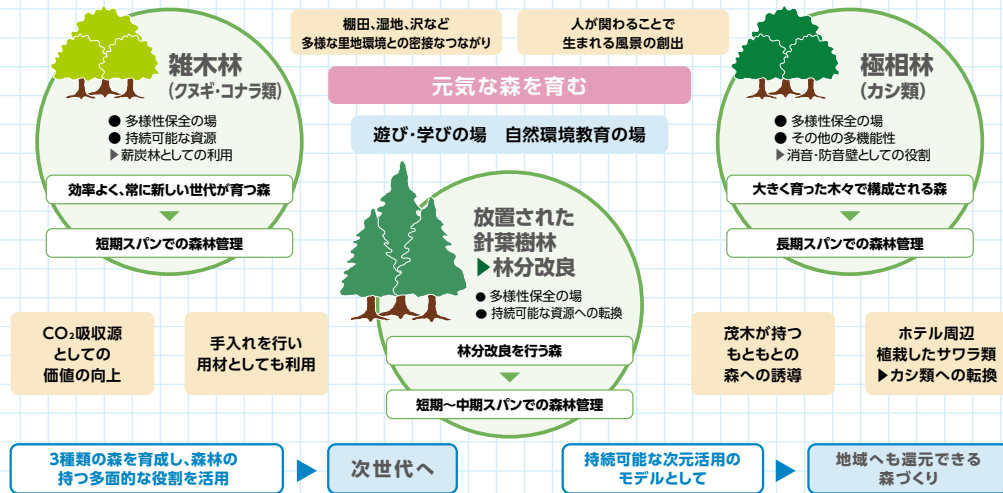 棚田、湿地、沢など
多様な里地環境との密接なつながり
人が関わることで
生まれる風景の創出
元気な森を育む
遊び・学びの場 自然環境教育の場
雑木林
(クヌギ・コナラ類)
● 多様性保全の場
● 持続可能な資源
▶薪炭林としての利用
効率よく、常に新しい世代が育つ森
短期スパンでの森林管理
極相林
(カシ類)
● 多様性保全の場
● その他の多機能性
▶消音・防音壁としての役割
大きく育った木々で構成される森
長期スパンでの森林管理
放置された
針葉樹林
▶林分改良
● 多様性保全の場
● 持続可能な資源への転換
林分改良を行う森
短期〜中期スパンでの森林管理
CO₂吸収源
としての
価値の向上
手入れを行い
用材としても利用
茂木が持つ
もともとの
森への誘導
ホテル周辺
植栽したサワラ類
▶カシ類への転換
3種類の森を育成し、森林の
持つ多面的な役割を活用
次世代へ
持続可能な次元活用の
モデルとして
地域へも還元できる
森づくり